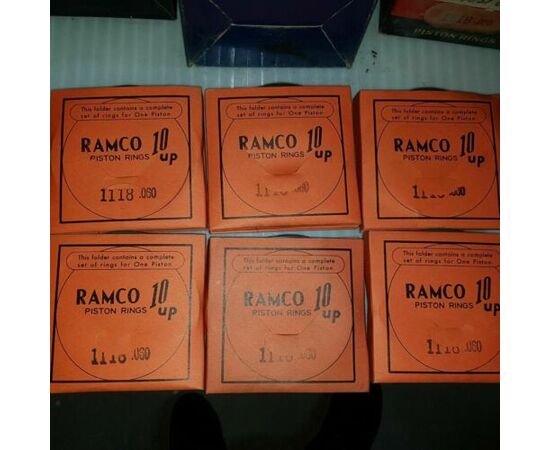 PISTON RINGS
This folder contains a complete
set of rings for One Piston.
RAMCO 10 up
PISTON RINGS
1118 .060
This folder contains a complete
set of rings for One Piston.
RAMCO 10 up
PISTON RINGS
1118 .060
This folder contains a complete
set of rings for One Piston.
RAMCO 10 up
PISTON RINGS
1118 .060
This folder contains a complete
set of rings for One Piston.
RAMCO 10 up
PISTON RINGS
1118 .060
This folder contains a complete
set of rings for One Piston.
RAMCO 10 up
PISTON RINGS
1118 .060
This folder contains a complete
set of rings for One Piston.
RAMCO 10 up
PISTON RINGS
1118 .060